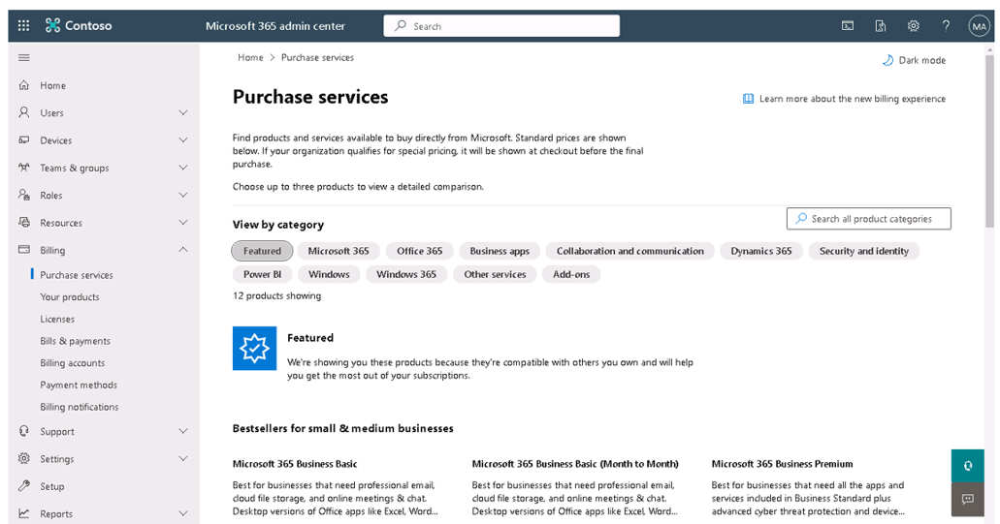 Contoso
Microsoft 365 admin center
Search
MA
Home
Users
Devices
Teams & groups
Roles
Resources
Billing
Purchase services
Your products
Licenses
Bills & payments
Billing accounts
Payment methods
Billing notifications
Support
Settings
Setup
Reports
Home > Purchase services
Dark mode
Purchase services
Learn more about the new billing experience
Find products and services available to buy directly from Microsoft. Standard prices are shown
below. If your organization qualifies for special pricing, it will be shown at checkout before the final
purchase.
Choose up to three products to view a detailed comparison.
View by category
Search all product categories
Featured Microsoft 365 Office 365 Business apps Collaboration and communication Dynamics 365 Security and identity
Power BI Windows Windows 365 Other services Add-ons
12 products showing
Featured
We're showing you these products because they're compatible with others you own and will help
you get the most out of your subscriptions.
Bestsellers for small & medium businesses
Microsoft 365 Business Basic
Best for businesses that need professional email,
cloud file storage, and online meetings & chat.
Desktop versions of Office apps like Excel, Word...
Microsoft 365 Business Basic (Month to Month)
Best for businesses that need professional email,
cloud file storage, and online meetings & chat.
Desktop versions of Office apps like Excel, Word...
Microsoft 365 Business Premium
Best for businesses that need all the apps and
services included in Business Standard plus
advanced cyber threat protection and device...